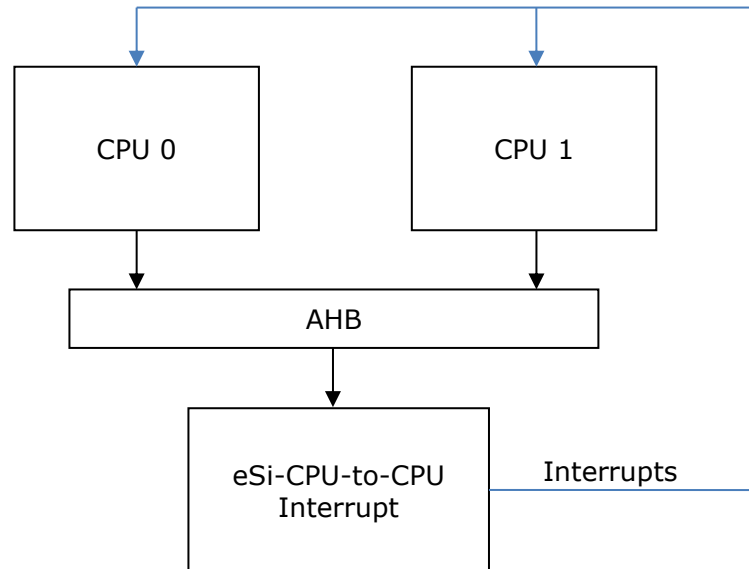 CPU 0
CPU 1
AHB
eSi-CPU-to-CPU
Interrupt
Interrupts